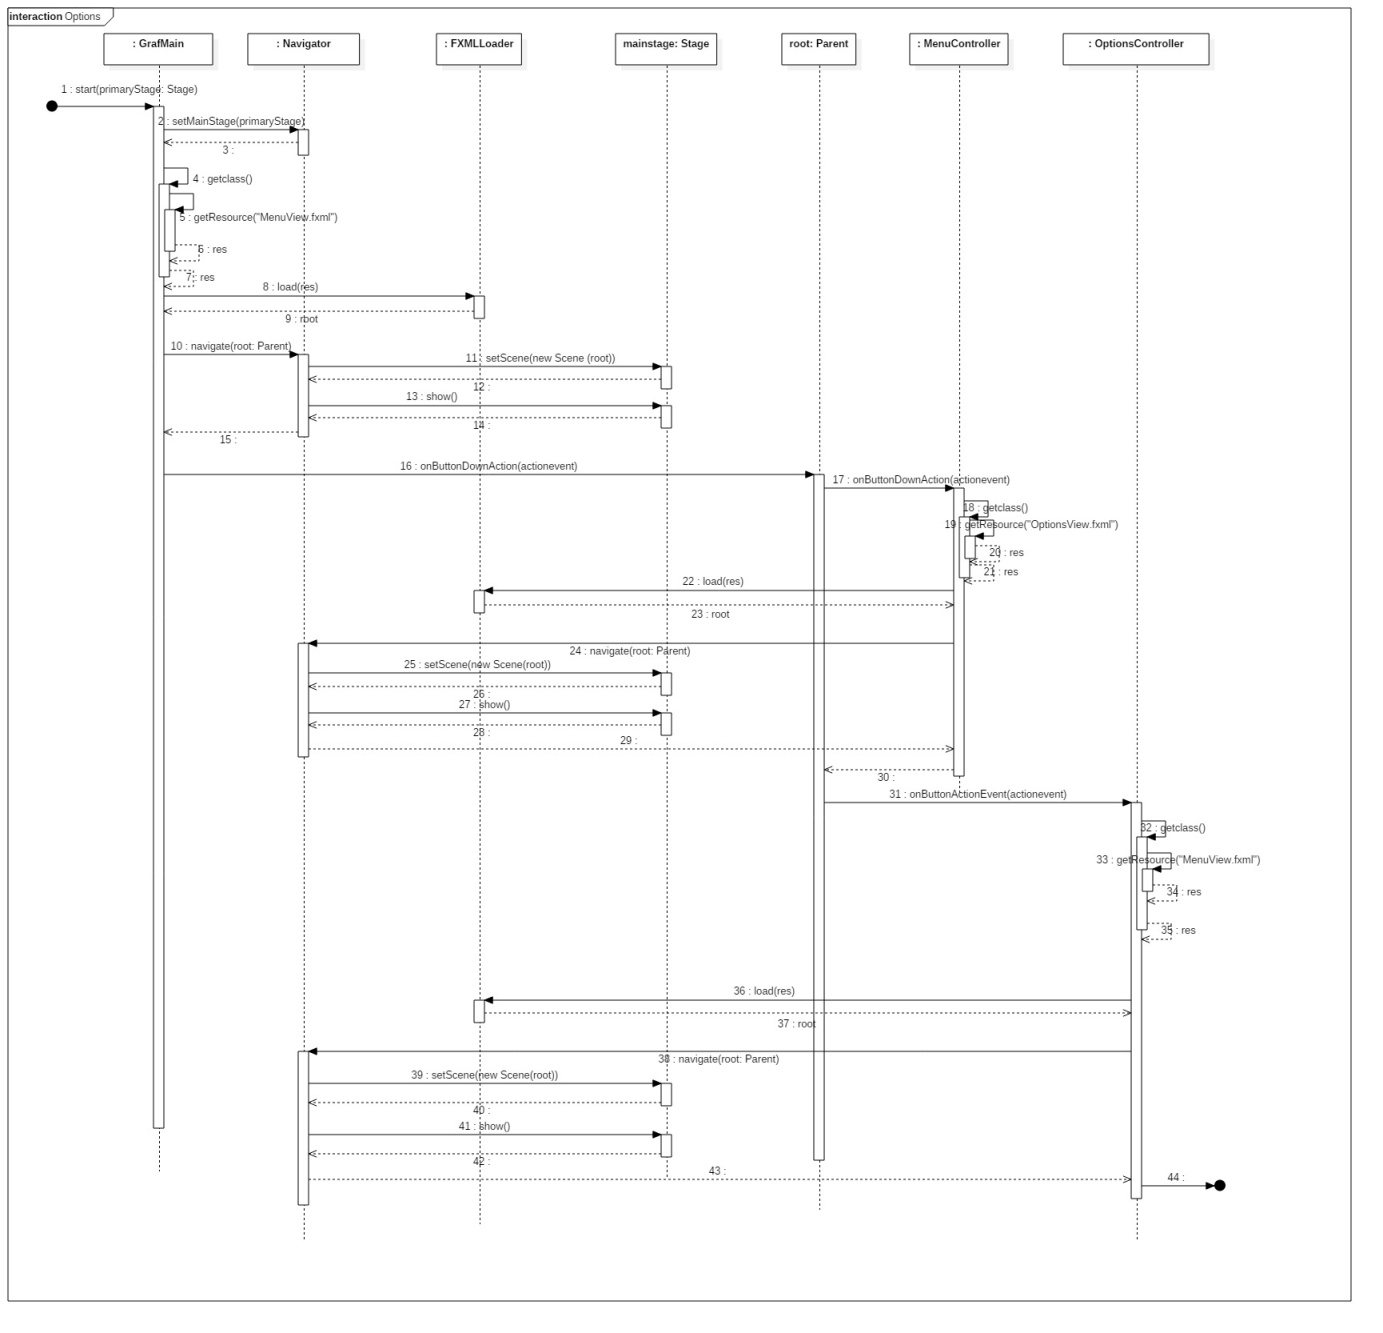 interaction Options
: GrafMain
: Navigator
: FXMLLoader
mainstage: Stage
root: Parent
: MenuController
: OptionsController
1 : start(primaryStage: Stage)
2 : setMainStage(primaryStage)
3 :
4 : getclass()
5 : getResource("MenuView.fxml")
6 : res
7 : res
8 : load(res)
9 : root
10 : navigate(root: Parent)
11 : setScene(new Scene (root))
12 :
13 : show()
14 :
15 :
16 : onButtonDownAction(actionevent)
17 : onButtonDownAction(actionevent)
18 : getclass()
19 : getResource("OptionsView.fxml")
20 : res
21 : res
22 : load(res)
23 : root
24 : navigate(root: Parent)
25 : setScene(new Scene(root))
26 :
27 : show()
28 :
29 :
30 :
31 : onButtonActionEvent(actionevent)
32 : getclass()
33 : getResource("MenuView.fxml")
34 : res
35 : res
36 : load(res)
37 : root
38 : navigate(root: Parent)
39 : setScene(new Scene(root))
40 :
41 : show()
42 :
43 :
44 :